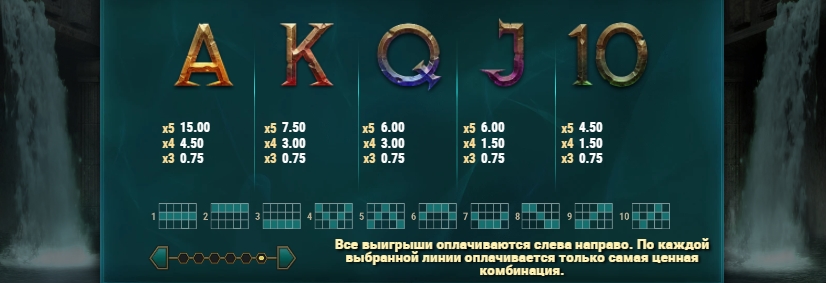 A K Q J 10
x5 15.00 x5 7.50 x5 6.00 x5 6.00 x5 4.50
x4 4.50 x4 3.00 x4 3.00 x4 1.50 x4 1.50
x3 0.75 x3 0.75 x3 0.75 x3 0.75 x3 0.75
1 2 3 4 5 6 7 8 9 10
Все выигрыши оплачиваются слева направо. По каждой
выбранной линии оплачивается только самая ценная
комбинация.